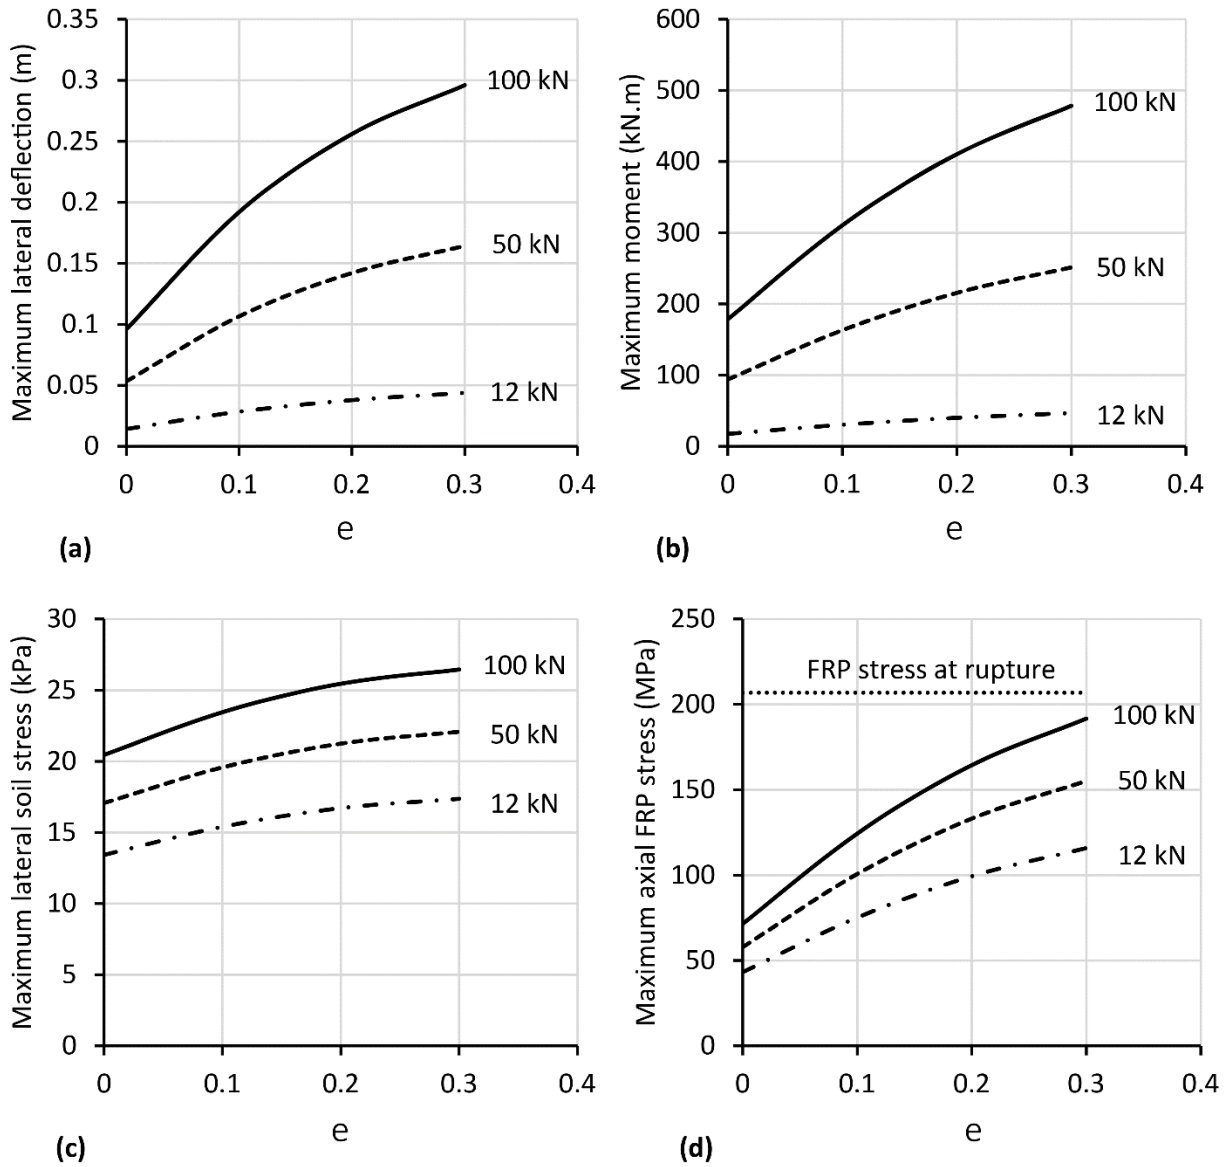 Maximum lateral deflection (m)
0.35
0.3
0.25
0.2
0.15
0.1
0.05
0
100 kN
50 kN
12 kN
0 0.1 0.2 0.3 0.4
e
(a)
Maximum moment (kN.m)
600
500
400
300
200
100
0
100 kN
50 kN
12 kN
0 0.1 0.2 0.3 0.4
e
(b)
Maximum lateral soil stress (kPa)
30
25
20
15
10
5
0
100 kN
50 kN
12 kN
0 0.1 0.2 0.3 0.4
e
(c)
Maximum axial FRP stress (MPa)
250
200
150
100
50
0
FRP stress at rupture
100 kN
50 kN
12 kN
0 0.1 0.2 0.3 0.4
e
(d)